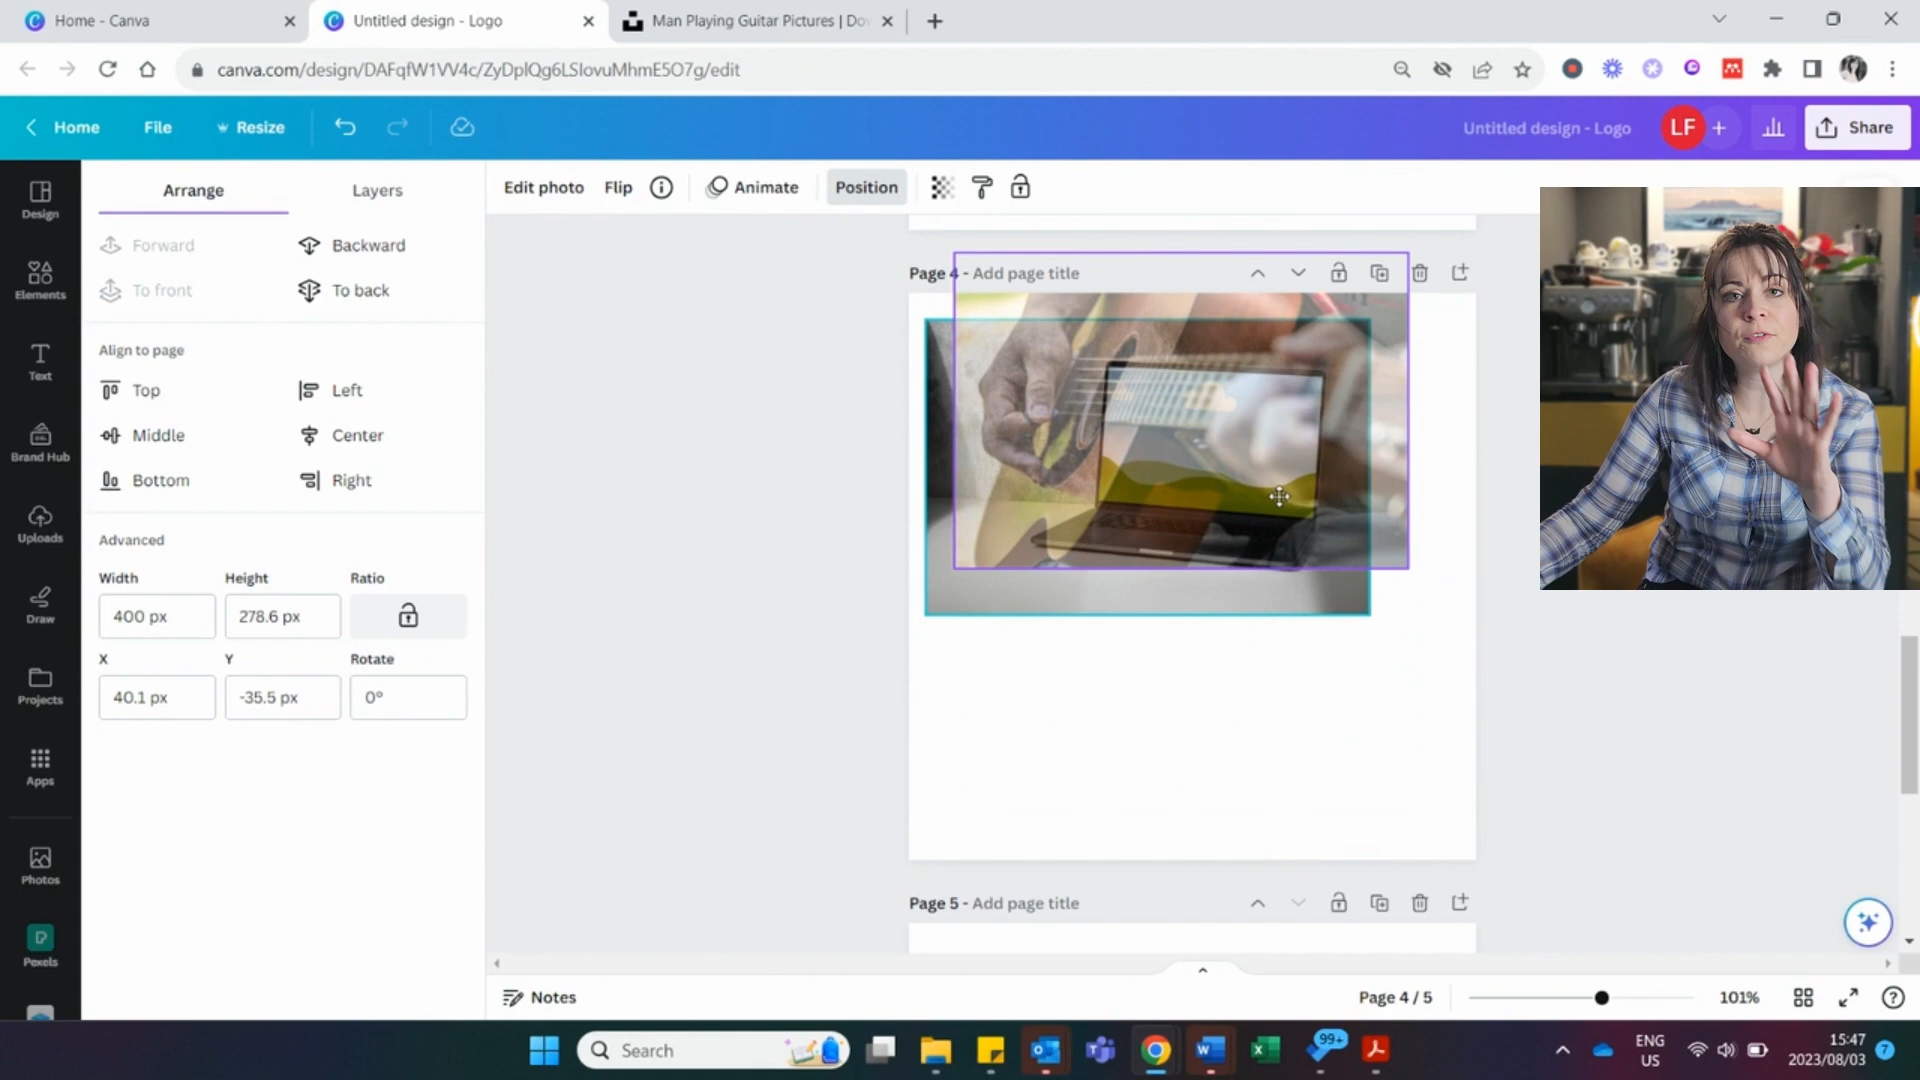 Home - Canva
Untitled design - Logo
Man Playing Guitar Pictures | Do
canva.com/design/DAFqfW1VV4c/ZyDplQg6LSIovuMhmE5O7g/edit
Home
File
Resize
Untitled design - Logo
LF
Share
Design
Elements
Text
Brand Hub
Uploads
Draw
Projects
Apps
Photos
Pexels
Arrange
Layers
Forward
Backward
To front
To back
Align to page
Top
Left
Middle
Center
Bottom
Right
Advanced
Width
Height
Ratio
400 px
278.6 px
X
Y
Rotate
40.1 px
-35.5 px
0°
Edit photo
Flip
Animate
Position
Page 4 - Add page title
Page 5 - Add page title
Notes
Page 4 / 5
101%
Search
99+
ENG
US
15:47
2023/08/03
7